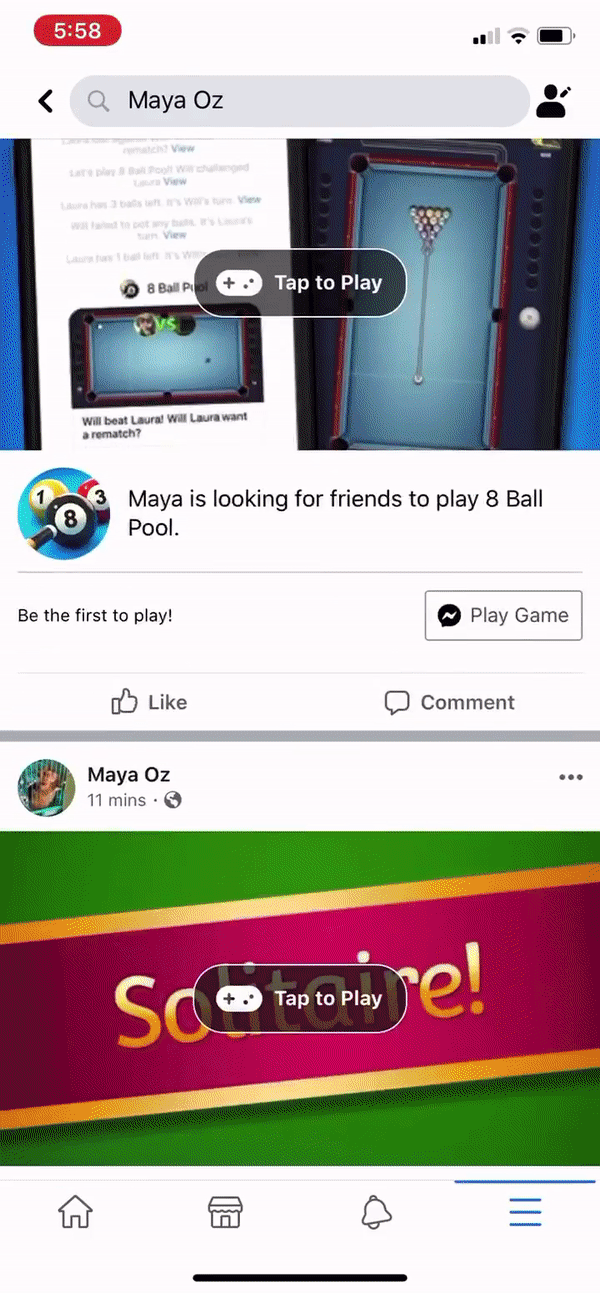 5:58
Maya Oz
rematch? View
Let's play 8 Ball Pool! Will challenged
Laura View
Laura has 3 balls left. It's Will's turn. View
Will failed to pot any balls. It's Laura's
turn. View
Laura has 1 ball left. It's Will's
8 Ball Pool
VS
Tap to Play
Will beat Laura! Will Laura want
a rematch?
1
3
8
Maya is looking for friends to play 8 Ball
Pool.
Be the first to play!
Play Game
Like
Comment
Maya Oz
11 mins ·
Solitaire!
Tap to Play